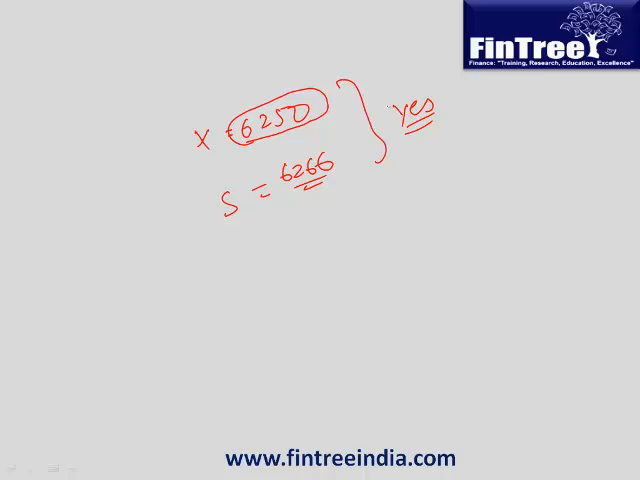 FinTree
Finance: "Training, Research, Education, Excellence"
X = 6250
yes
S = 6266
www.fintreeindia.com